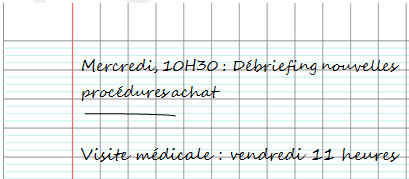 Mercredi, 10H30 : Débriefing nouvelles
procédures achat
Visite médicale : vendredi 11 heures